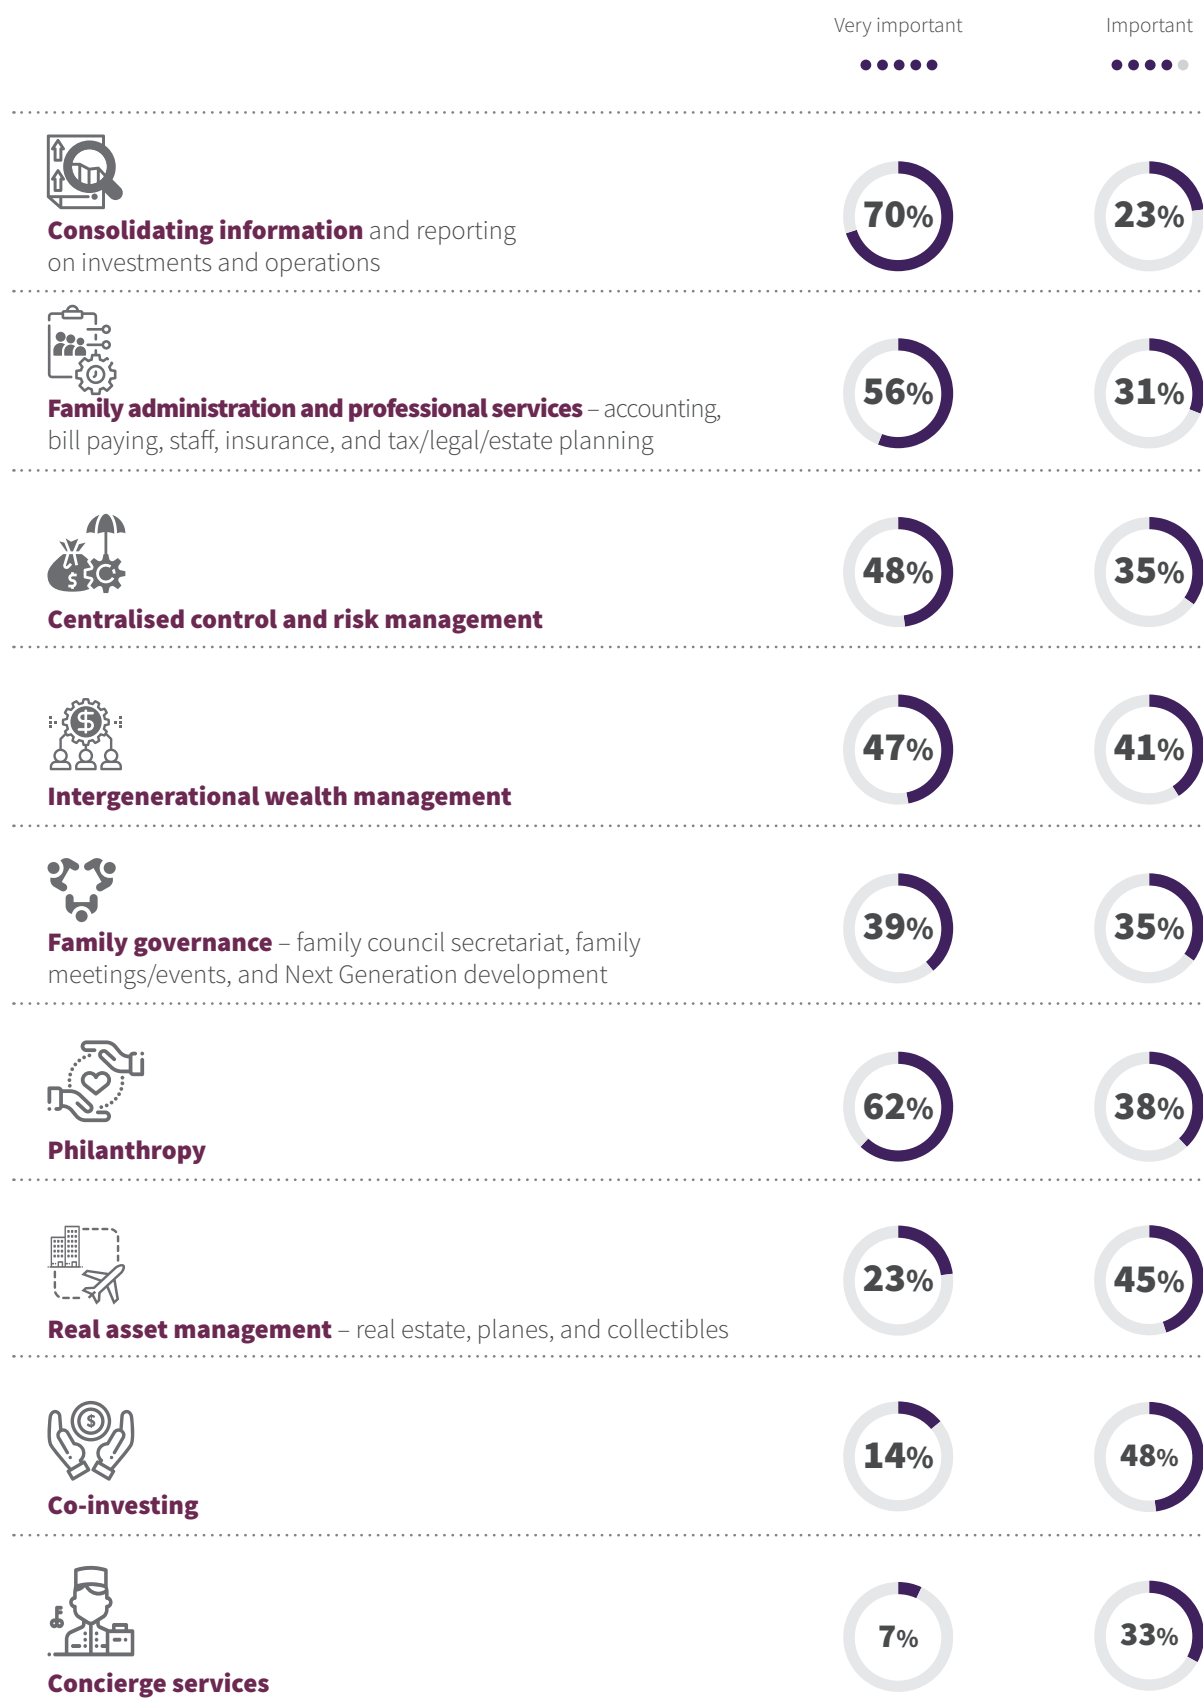 Very important Important
70% 23%
Consolidating information and reporting
on investments and operations
56% 31%
Family administration and professional services – accounting,
bill paying, staff, insurance, and tax/legal/estate planning
48% 35%
Centralised control and risk management
47% 41%
Intergenerational wealth management
39% 35%
Family governance – family council secretariat, family
meetings/events, and Next Generation development
62% 38%
Philanthropy
23% 45%
Real asset management – real estate, planes, and collectibles
14% 48%
Co-investing
7% 33%
Concierge services